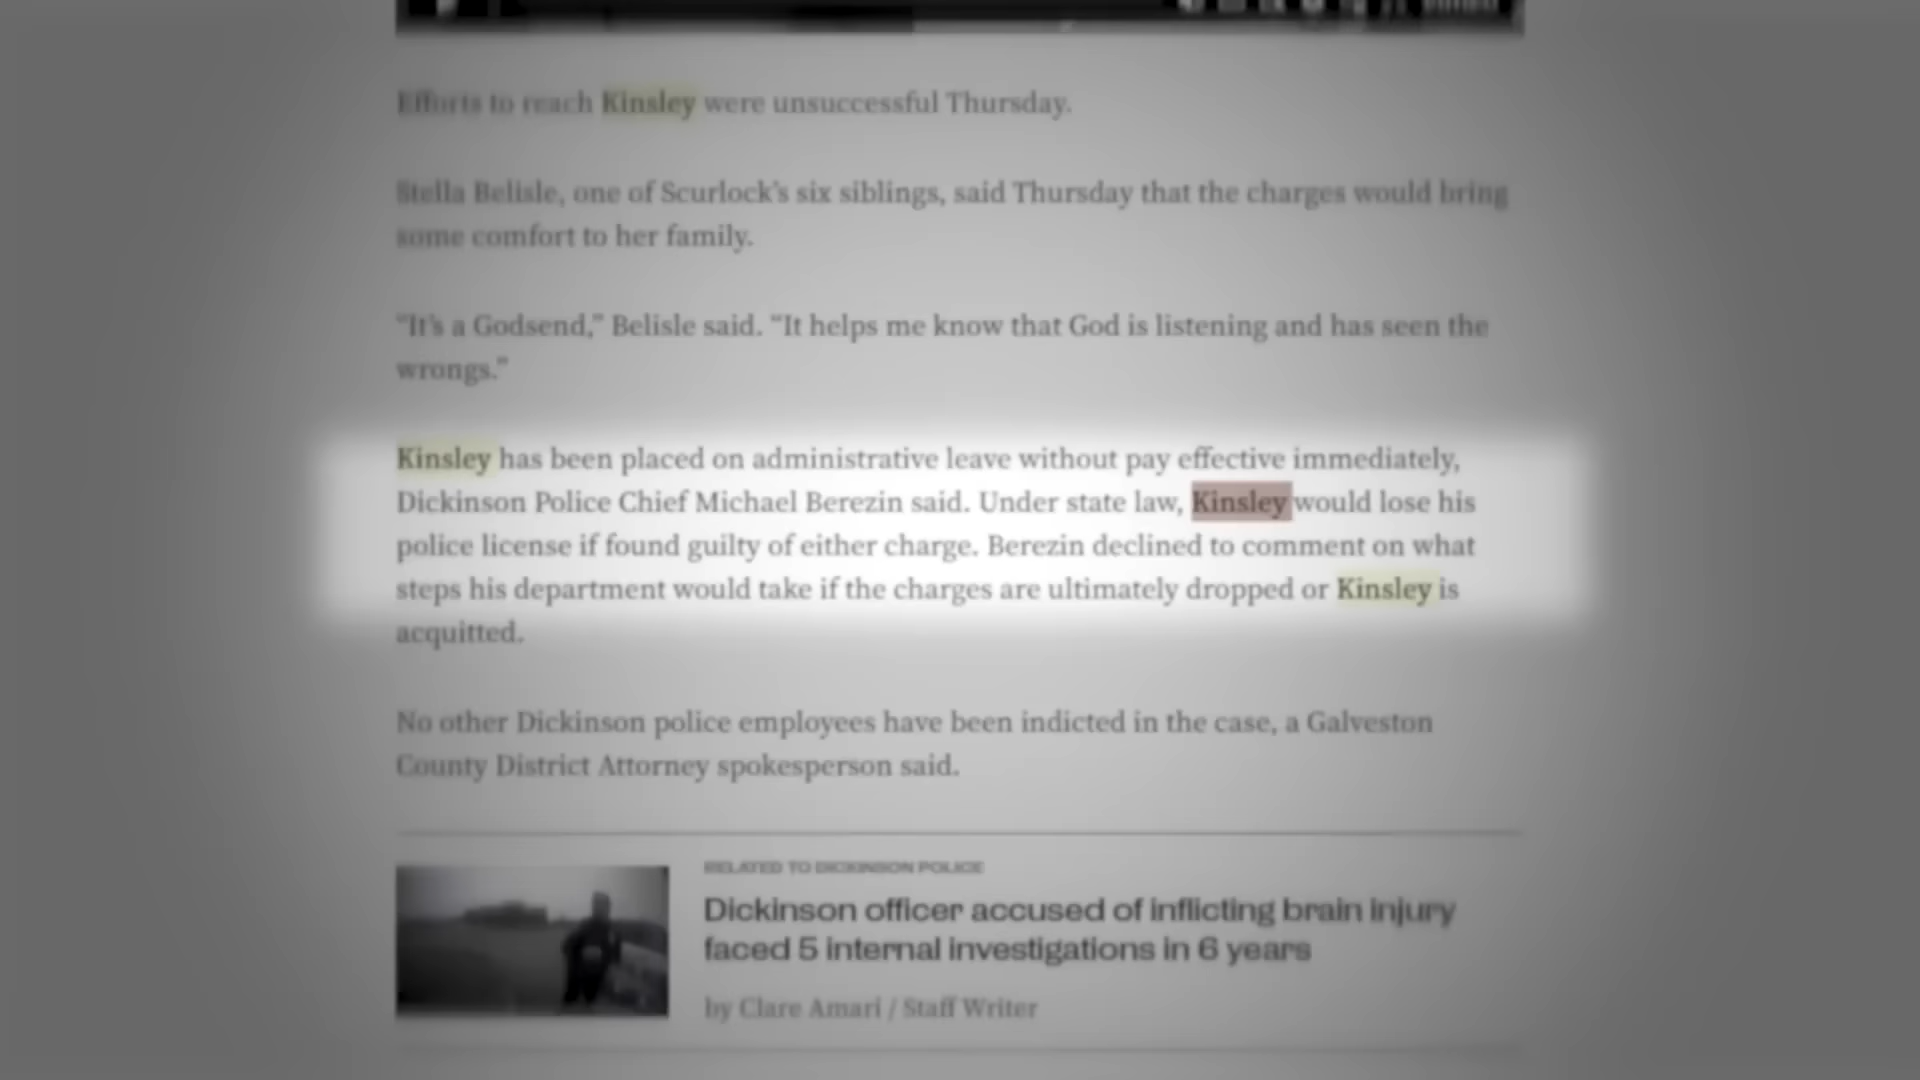 Efforts to reach Kinsley were unsuccessful Thursday.
Stella Belisle, one of Scurlock's six siblings, said Thursday that the charges would bring
some comfort to her family.
“It's a Godsend,” Belisle said. “It helps me know that God is listening and has seen the
wrongs.”
Kinsley has been placed on administrative leave without pay effective immediately,
Dickinson Police Chief Michael Berezin said. Under state law, Kinsley would lose his
police license if found guilty of either charge. Berezin declined to comment on what
steps his department would take if the charges are ultimately dropped or Kinsley is
acquitted.
No other Dickinson police employees have been indicted in the case, a Galveston
County District Attorney spokesperson said.
RELATED TO DICKINSON POLICE
Dickinson officer accused of inflicting brain injury
faced 5 internal investigations in 6 years
by Clare Amari / Staff Writer